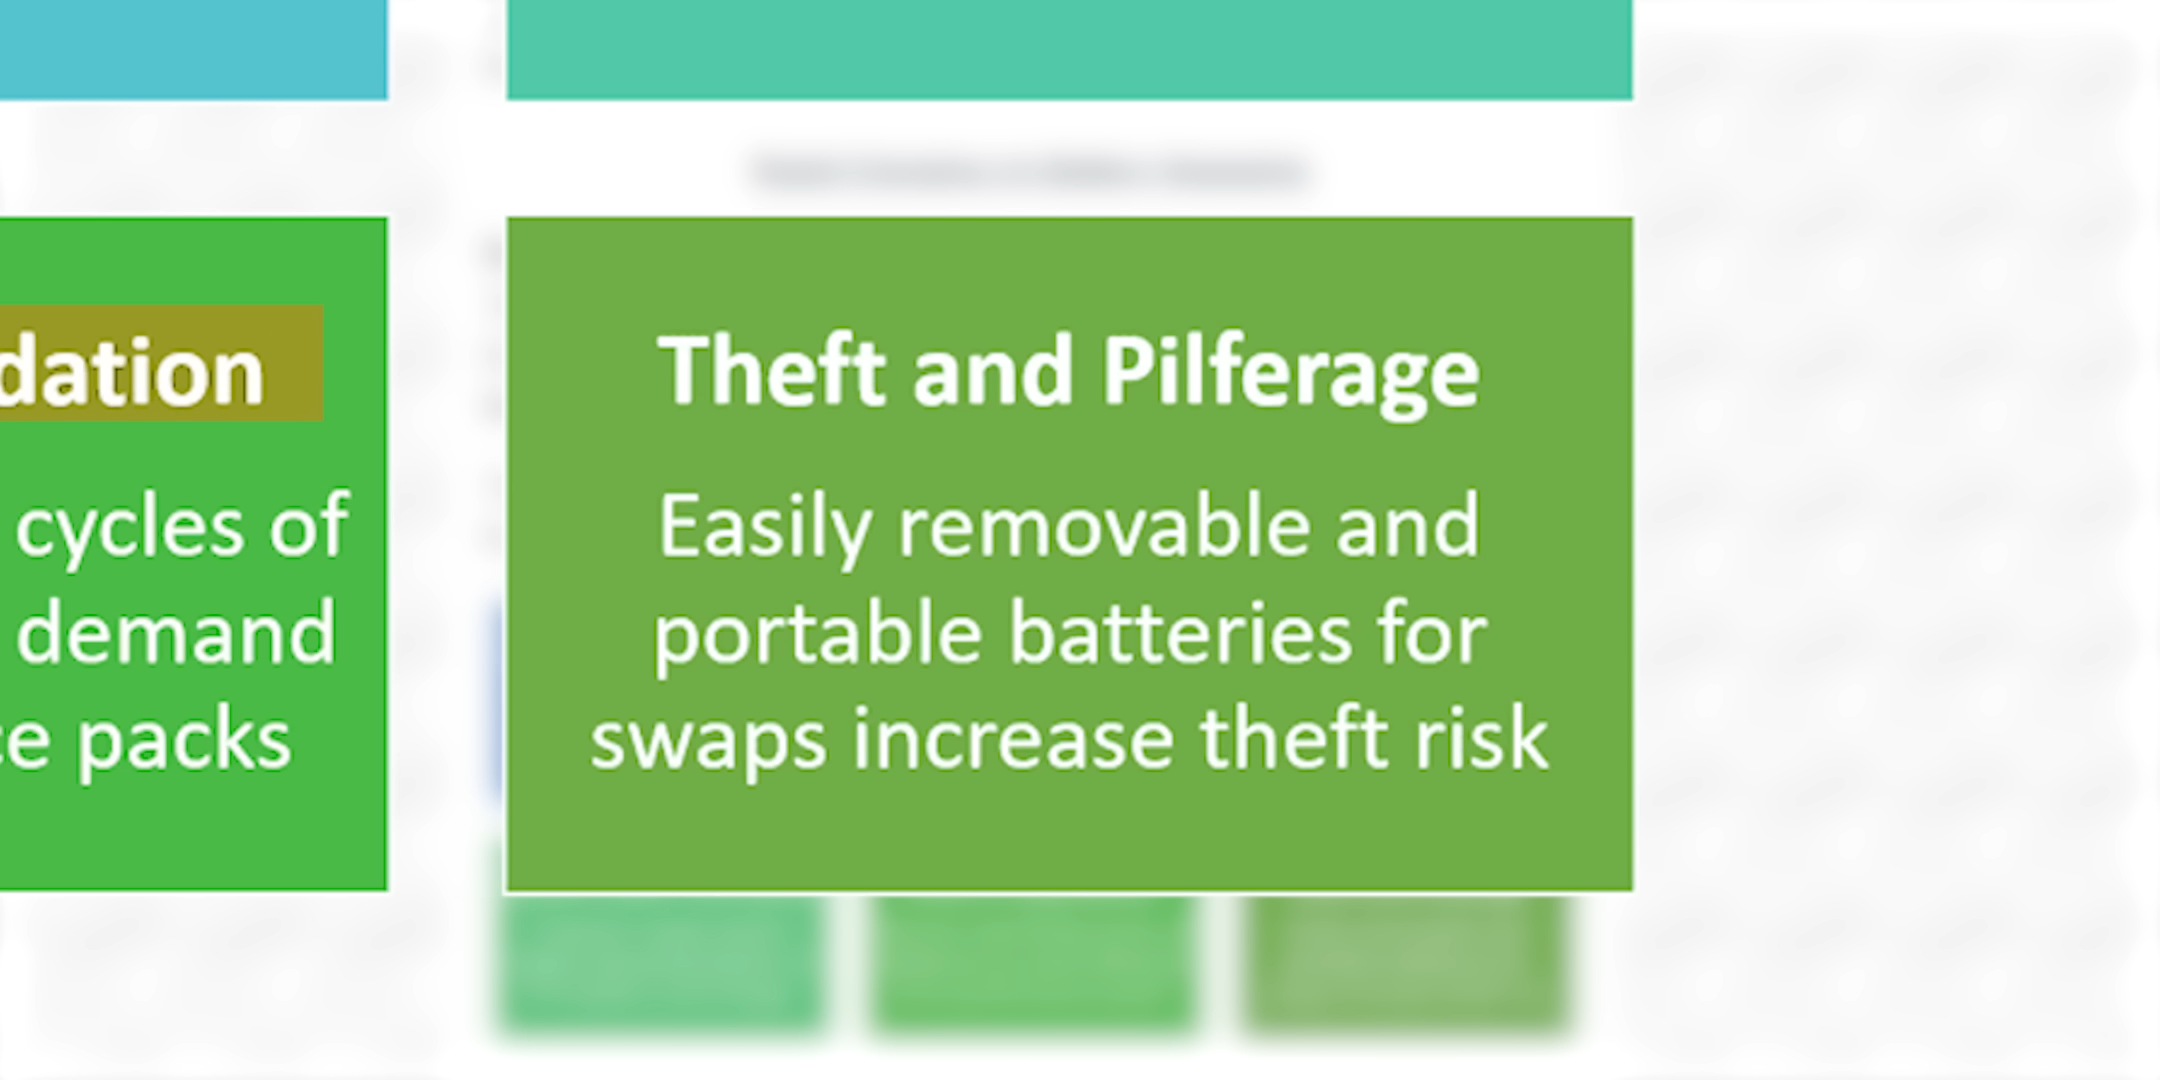 dation
cycles of
demand
packs
Theft and Pilferage
Easily removable and
portable batteries for
swaps increase theft risk